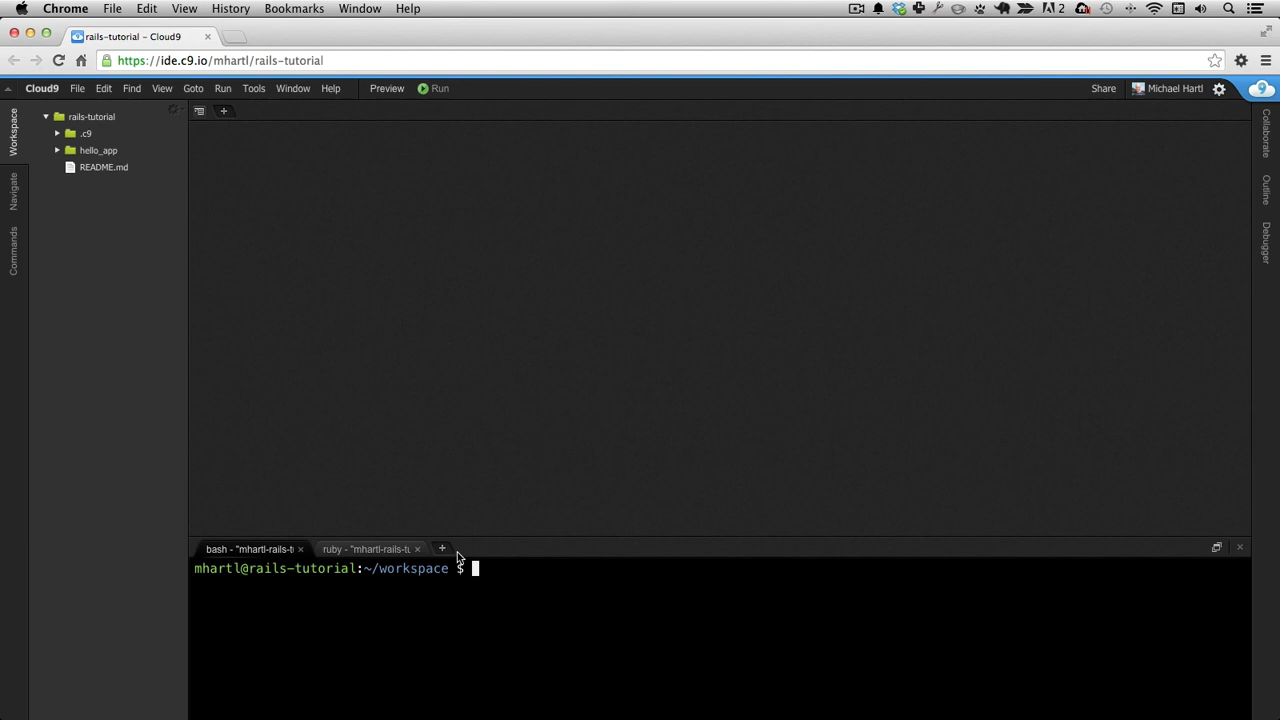 Chrome File Edit View History Bookmarks Window Help 2
rails-tutorial – Cloud9
https://ide.c9.io/mhartl/rails-tutorial
Cloud9 File Edit Find View Goto Run Tools Window Help Preview Run Share Michael Hartl
Workspace
Navigate
Commands
rails-tutorial
.c9
hello_app
README.md
Collaborate
Outline
Debugger
bash - "mhartl-rails-t ruby - "mhartl-rails-tu
mhartl@rails-tutorial:~/workspace $